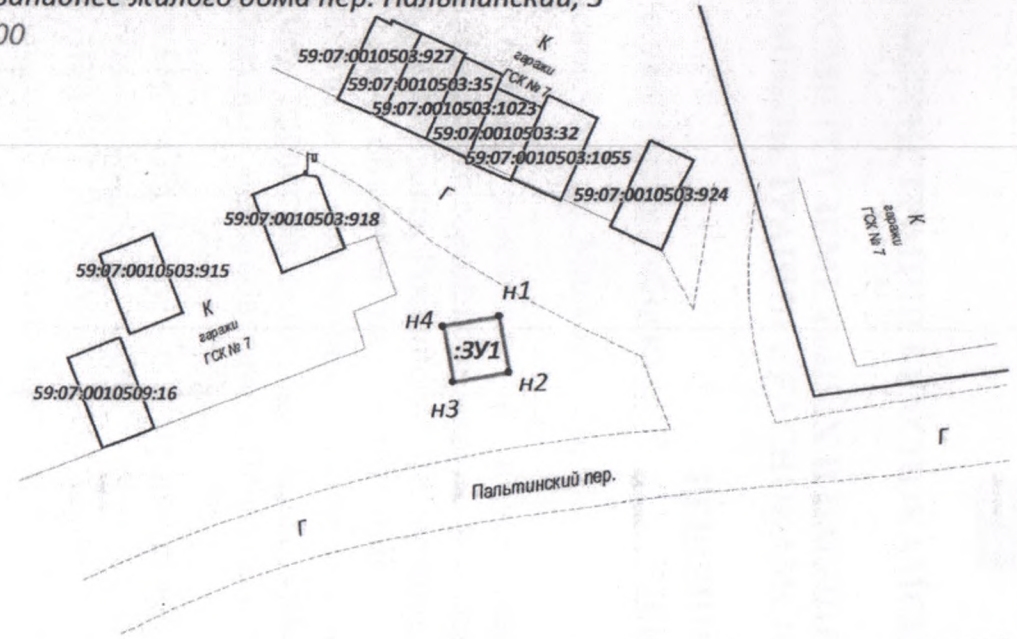 жилого дома пер. Пальтинский, 5
00
59:07:0010503:927
К
гаражи
ГСК № 7
59:07:0010503:35
59:07:0010503:1023
59:07:0010503:32
59:07:0010503:1055
59:07:0010503:924
Г
59:07:0010503:918
К
гаражи
ГСК № 7
59:07:0010503:915
К
гаражи
ГСК № 7
н1
н4
:ЗУ1
н2
59:07:0010509:16
н3
Г
Пальтинский пер.
Г